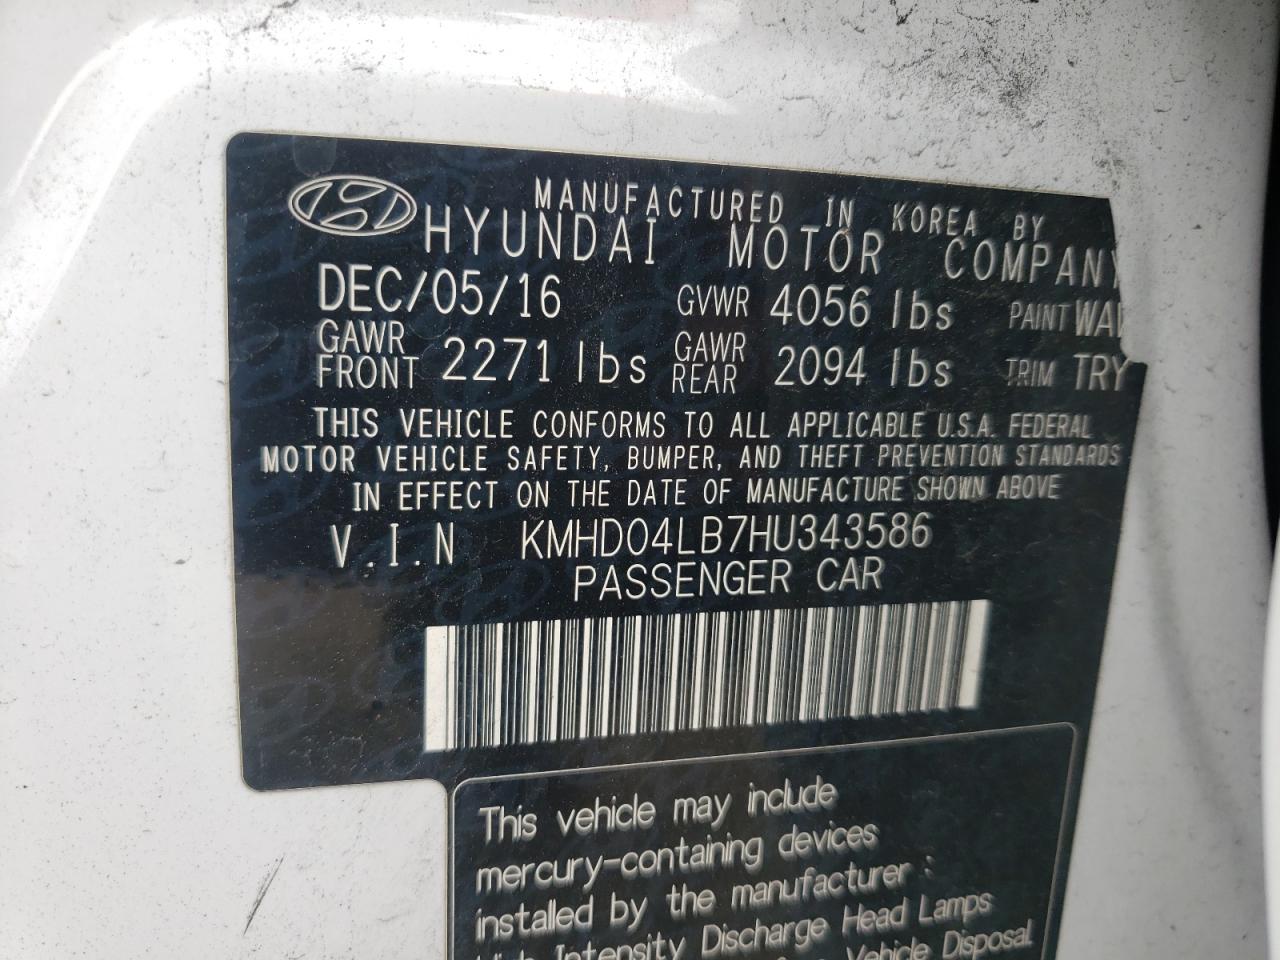 MANUFACTURED IN KOREA BY
HYUNDAI MOTOR COMPANY
DEC/05/16 GVWR 4056 lbs PAINT
GAWR FRONT 2271 lbs GAWR REAR 2094 lbs TRIM TRY
THIS VEHICLE CONFORMS TO ALL APPLICABLE U.S.A. FEDERAL
MOTOR VEHICLE SAFETY, BUMPER, AND THEFT PREVENTION STANDARDS
IN EFFECT ON THE DATE OF MANUFACTURE SHOWN ABOVE
V.I.N KMHD04LB7HU343586
PASSENGER CAR
This vehicle may include
mercury-containing devices
installed by the manufacturer :
High Intensity Discharge Head Lamps
Vehicle Disposal